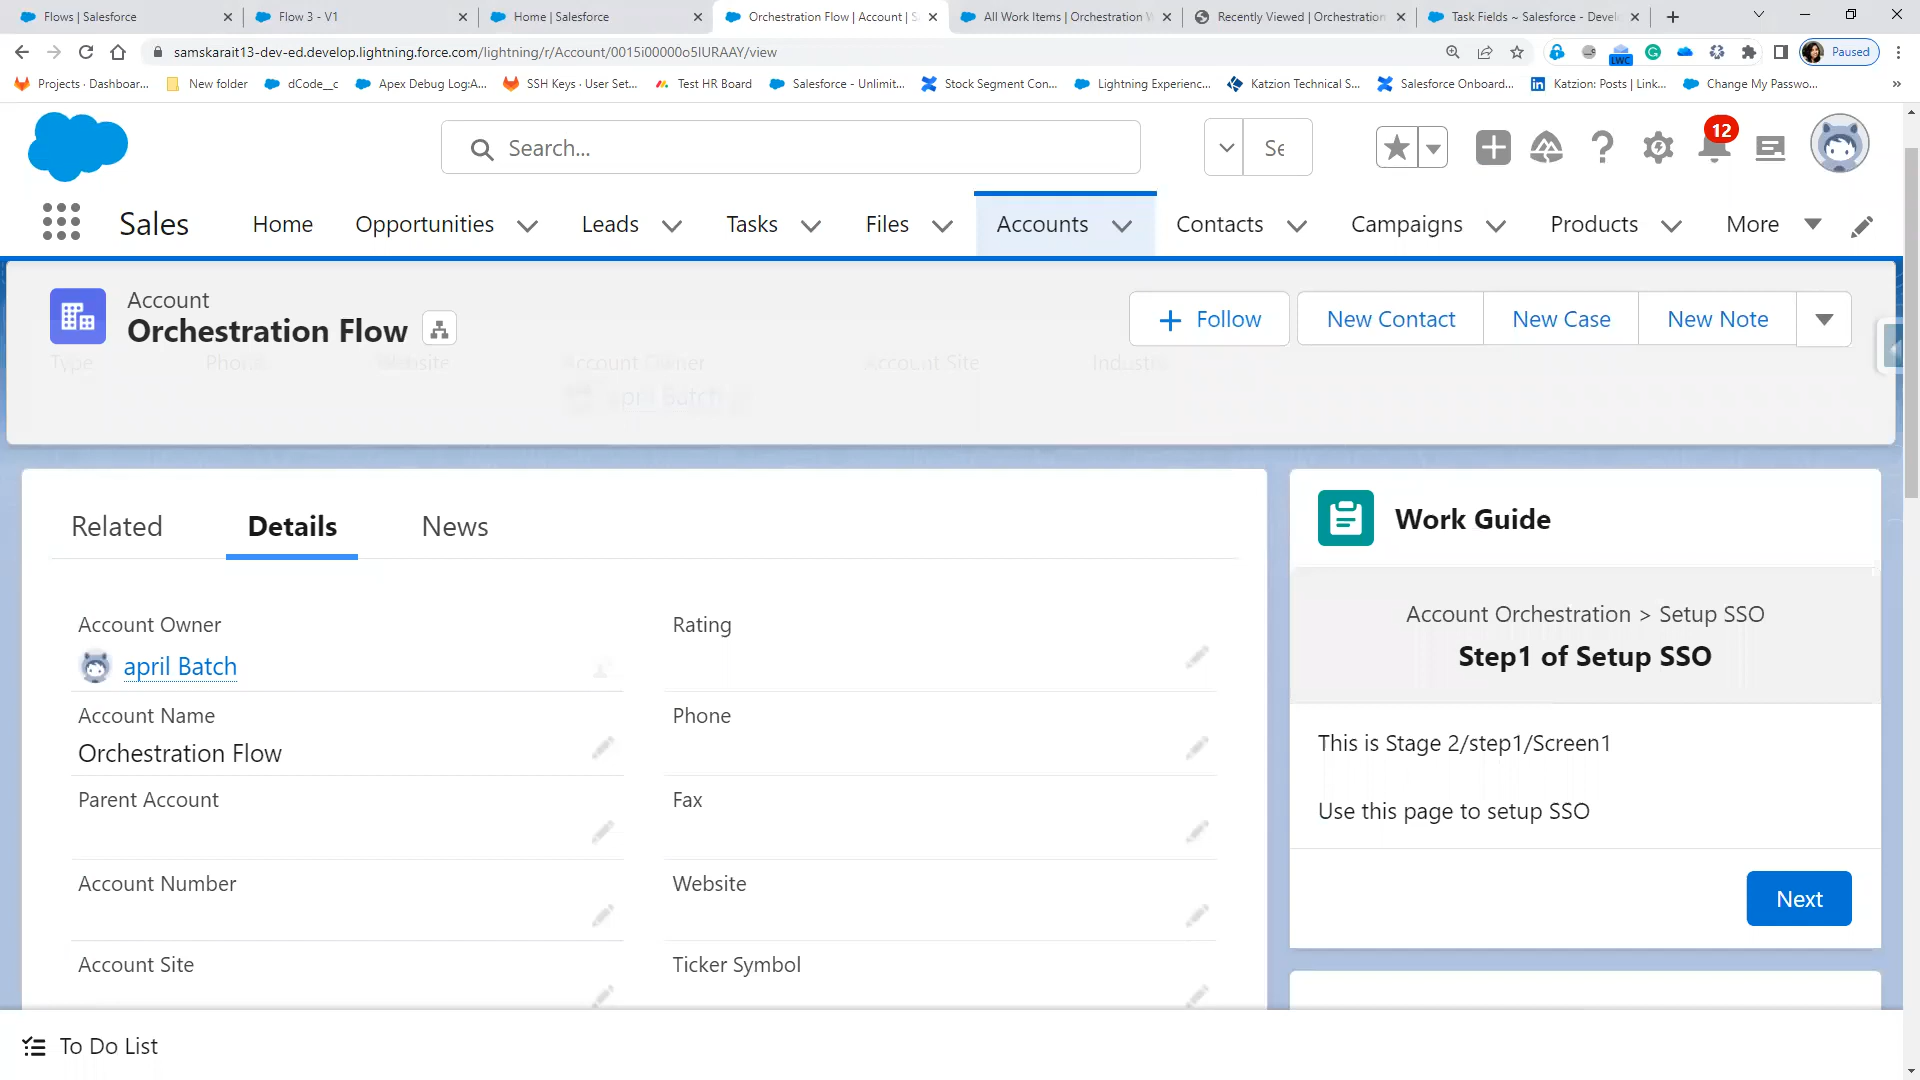 Flows | Salesforce
Flow 3 - V1
Home | Salesforce
Orchestration Flow | Account | S
All Work Items | Orchestration W
Recently Viewed | Orchestration
Task Fields ~ Salesforce - Devel
samskarait13-dev-ed.develop.lightning.force.com/lightning/r/Account/0015i00000o5IURAAY/view
LWC
Paused
Projects · Dashboar...
New folder
dCode__c
Apex Debug Log:A...
SSH Keys · User Set...
Test HR Board
Salesforce - Unlimit...
Stock Segment Con...
Lightning Experienc...
Katzion Technical S...
Salesforce Onboard...
Katzion: Posts | Link...
Change My Passwo...
»
Search...
Se
12
Sales
Home
Opportunities
Leads
Tasks
Files
Accounts
Contacts
Campaigns
Products
More
Account
Orchestration Flow
Follow
New Contact
New Case
New Note
Type
Phone
Website
Account Owner
Account Site
Industry
april Batch
Related
Details
News
Account Owner
april Batch
Rating
Account Name
Orchestration Flow
Phone
Parent Account
Fax
Account Number
Website
Account Site
Ticker Symbol
Work Guide
Account Orchestration > Setup SSO
Step1 of Setup SSO
This is Stage 2/step1/Screen1
Use this page to setup SSO
Next
To Do List